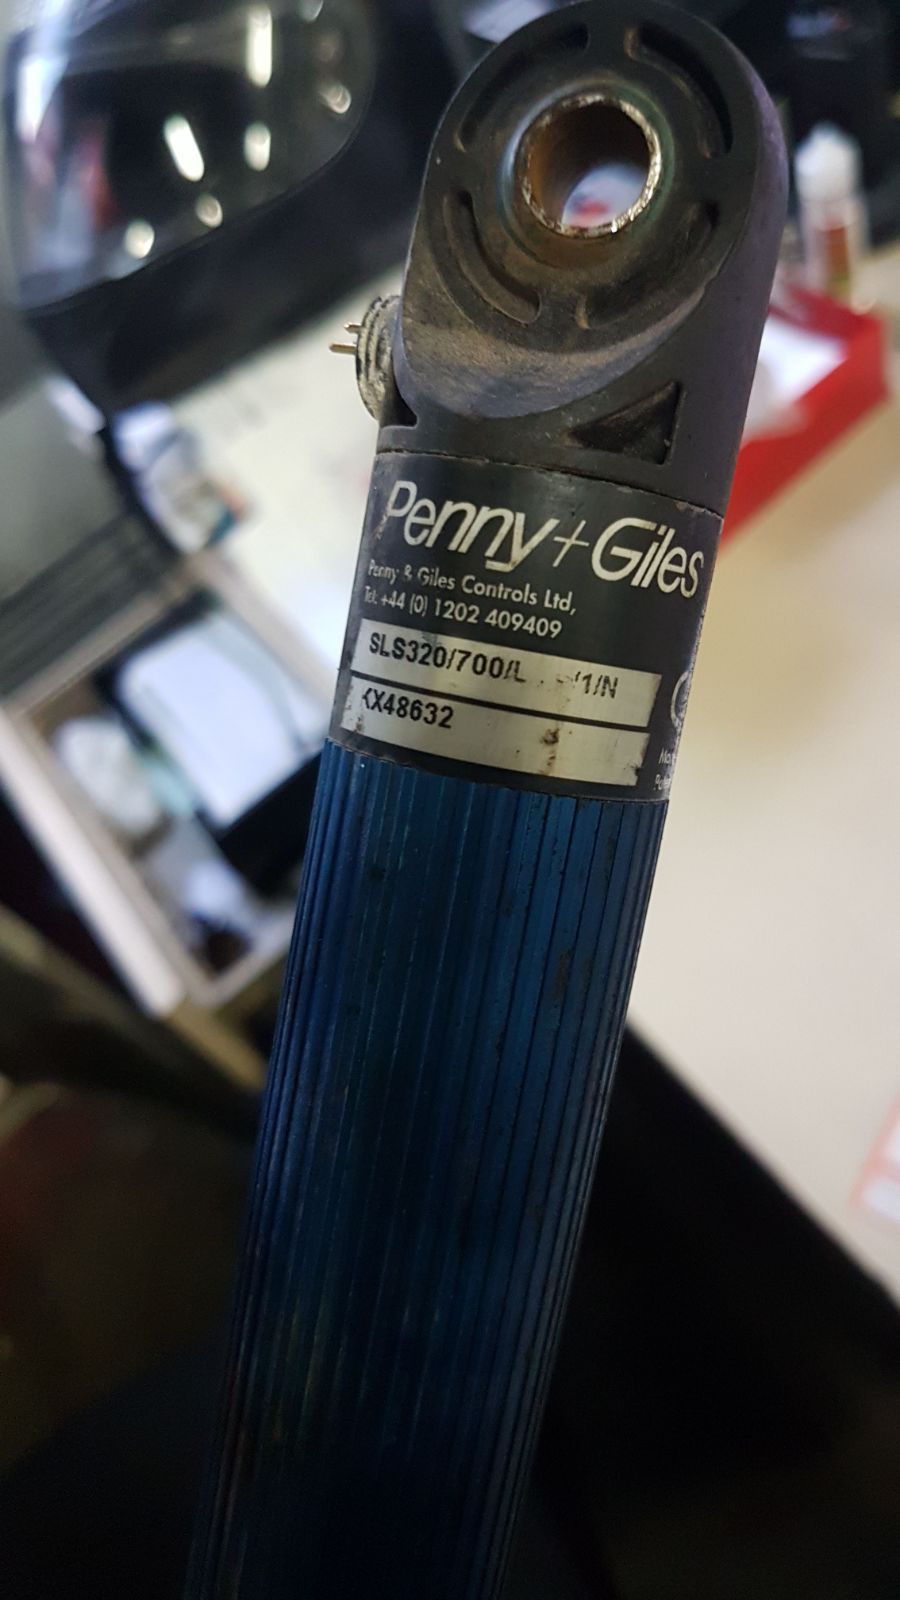 Penny+Giles
Penny & Giles Controls Ltd,
Tel: +44 (0) 1202 409409
SLS320/700/L /1/N
X48632